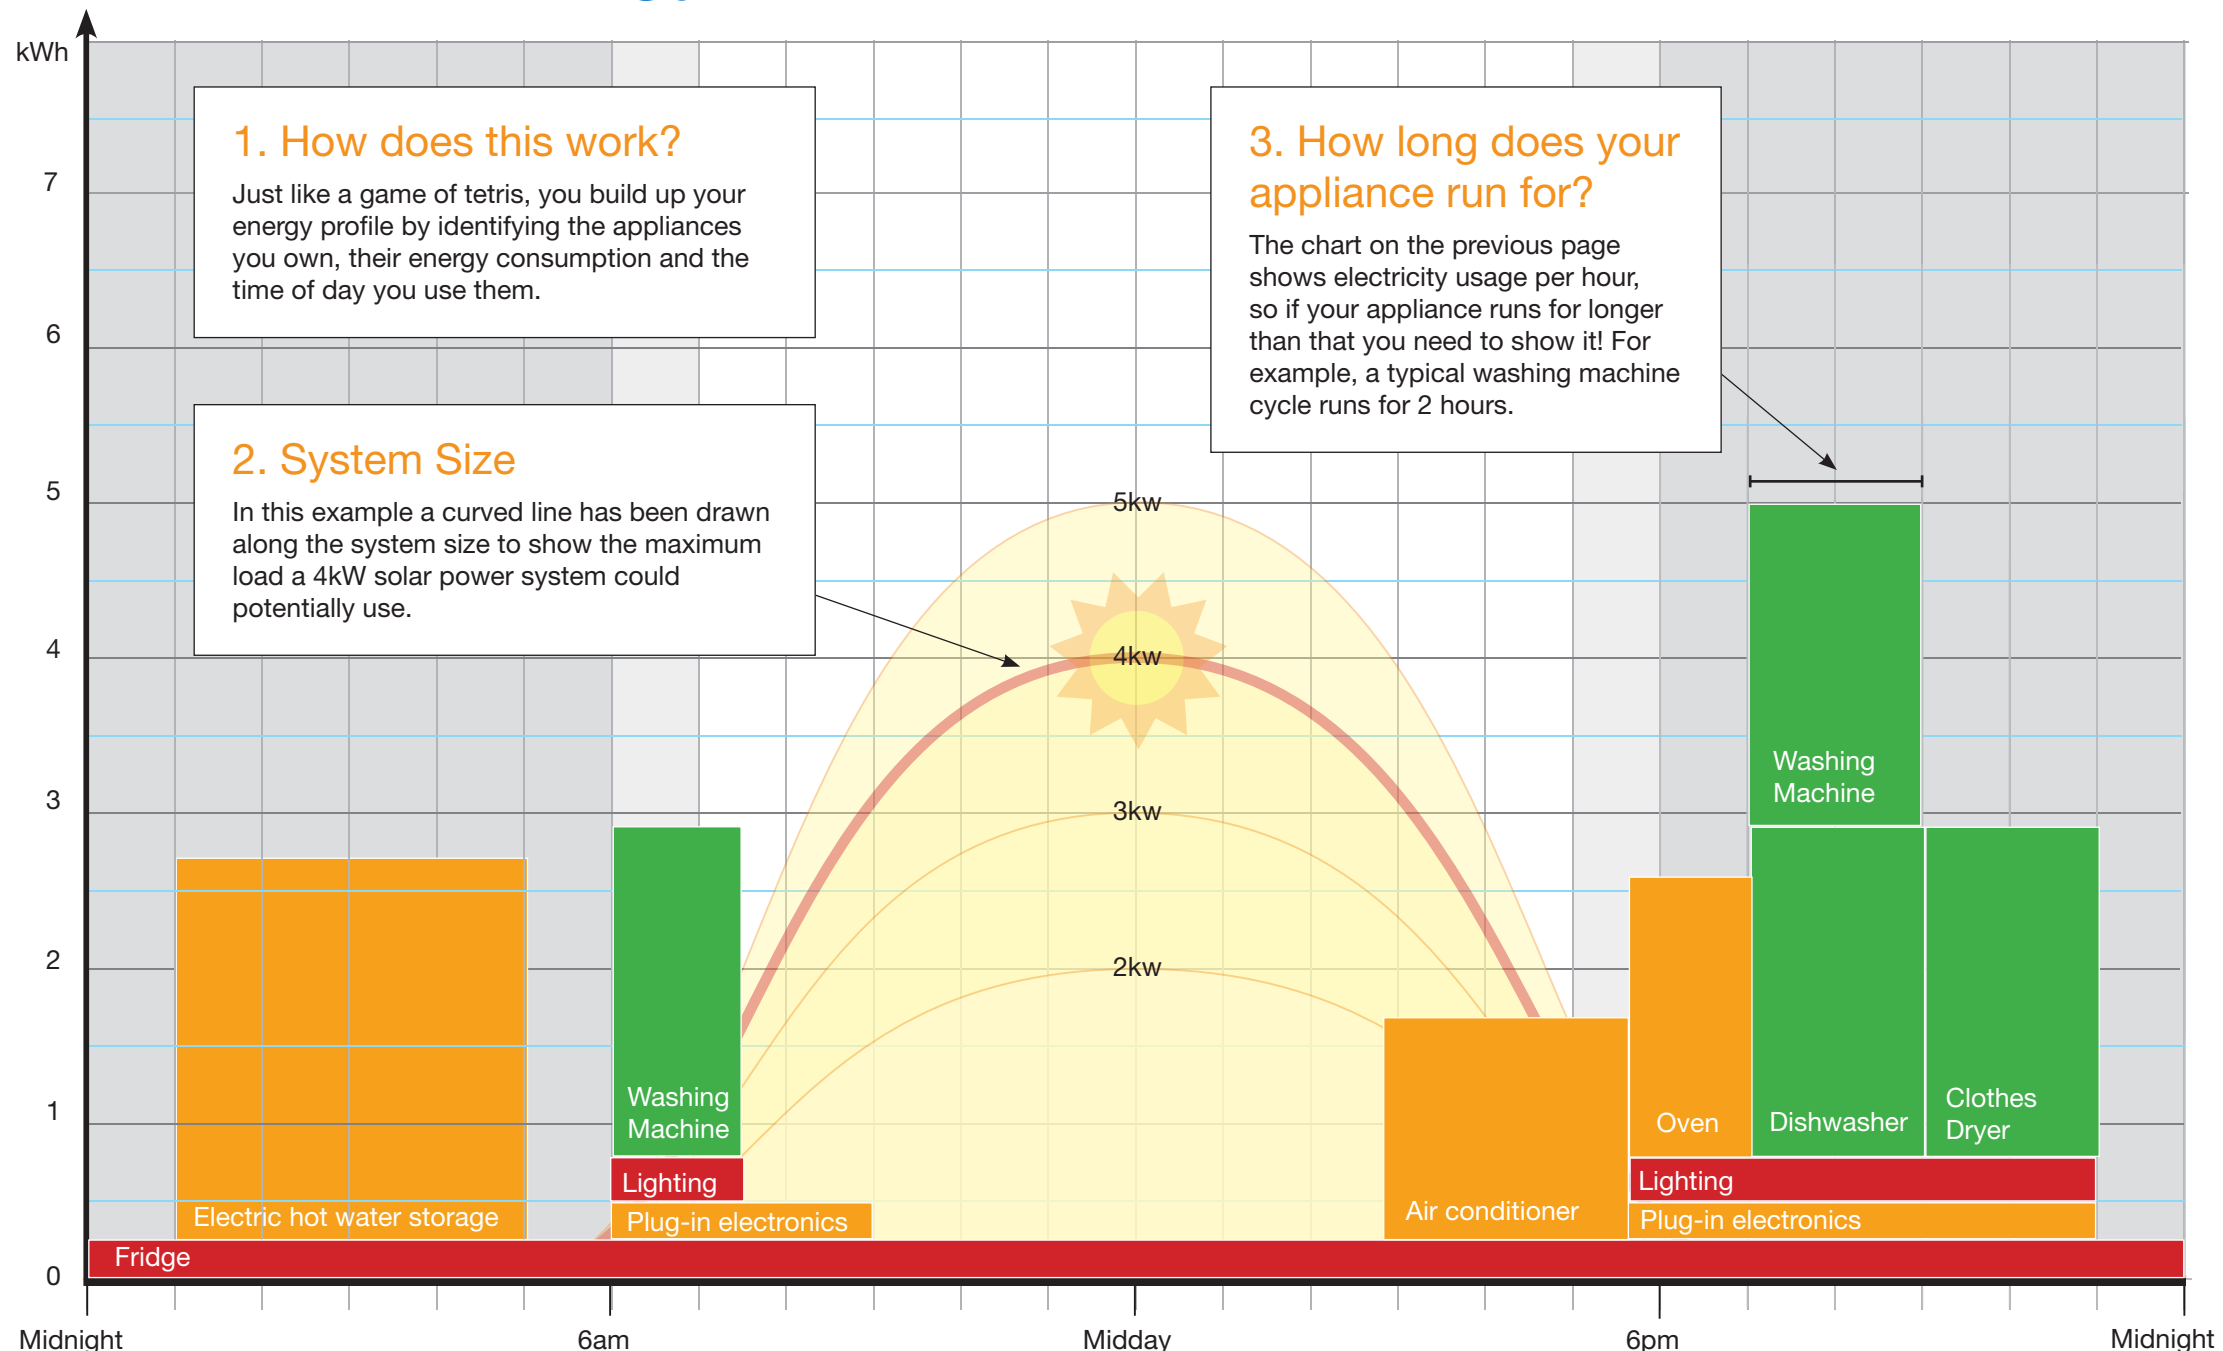 kWh
7
6
5
4
3
2
1
0
1. How does this work?
Just like a game of tetris, you build up your
energy profile by identifying the appliances
you own, their energy consumption and the
time of day you use them.
2. System Size
In this example a curved line has been drawn
along the system size to show the maximum
load a 4kW solar power system could
potentially use.
3. How long does your
appliance run for?
The chart on the previous page
shows electricity usage per hour,
so if your appliance runs for longer
than that you need to show it! For
example, a typical washing machine
cycle runs for 2 hours.
5kw
4kw
3kw
2kw
Electric hot water storage
Washing
Machine
Lighting
Plug-in electronics
Fridge
Air conditioner
Oven
Washing
Machine
Dishwasher
Clothes
Dryer
Lighting
Plug-in electronics
Midnight
6am
Midday
6pm
Midnight